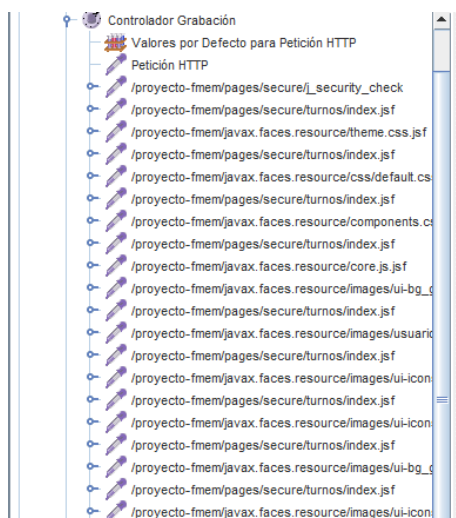 Controlador Grabación
Valores por Defecto para Petición HTTP
Petición HTTP
/proyecto-fmem/pages/secure/j_security_check
/proyecto-fmem/pages/secure/turnos/index.jsf
/proyecto-fmem/javax.faces.resource/theme.css.jsf
/proyecto-fmem/pages/secure/turnos/index.jsf
/proyecto-fmem/javax.faces.resource/css/default.cs
/proyecto-fmem/pages/secure/turnos/index.jsf
/proyecto-fmem/javax.faces.resource/components.cs
/proyecto-fmem/pages/secure/turnos/index.jsf
/proyecto-fmem/javax.faces.resource/core.js.jsf
/proyecto-fmem/javax.faces.resource/images/ui-bg_g
/proyecto-fmem/pages/secure/turnos/index.jsf
/proyecto-fmem/javax.faces.resource/images/usuario
/proyecto-fmem/pages/secure/turnos/index.jsf
/proyecto-fmem/javax.faces.resource/images/ui-icon
/proyecto-fmem/pages/secure/turnos/index.jsf
/proyecto-fmem/javax.faces.resource/images/ui-icon
/proyecto-fmem/pages/secure/turnos/index.jsf
/proyecto-fmem/javax.faces.resource/images/ui-bg_g
/proyecto-fmem/pages/secure/turnos/index.jsf
/proyecto-fmem/javax.faces.resource/images/ui-icon